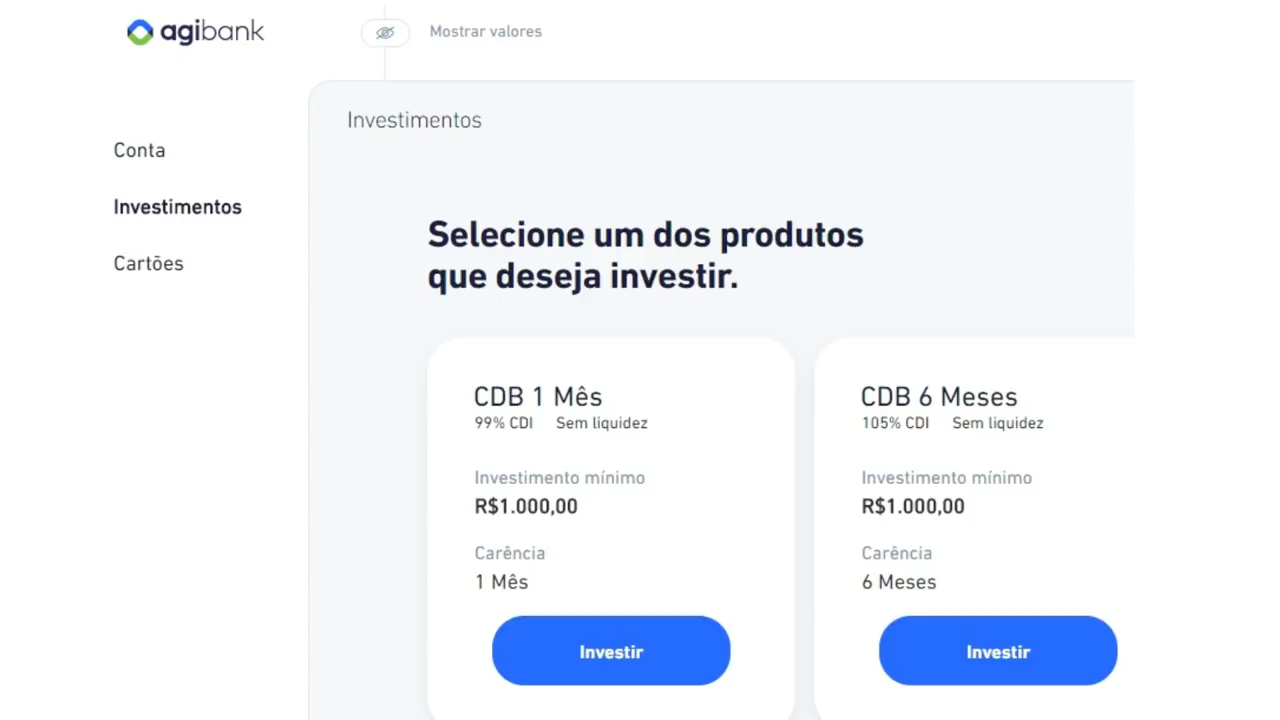 agibank
Mostrar valores
Conta
Investimentos
Cartões
Investimentos
Selecione um dos produtos
que deseja investir.
CDB 1 Mês
99% CDI Sem liquidez
Investimento mínimo
R$1.000,00
Carência
1 Mês
Investir
CDB 6 Meses
105% CDI Sem liquidez
Investimento mínimo
R$1.000,00
Carência
6 Meses
Investir